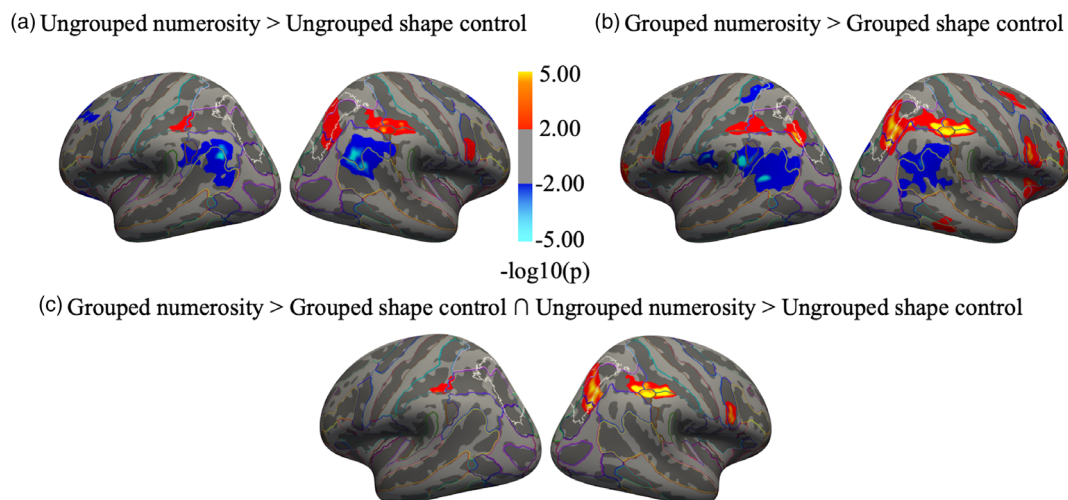 (a) Ungrouped numerosity > Ungrouped shape control
(b) Grouped numerosity > Grouped shape control
5.00
2.00
-2.00
-5.00
-log10(p)
(c) Grouped numerosity > Grouped shape control ∩ Ungrouped numerosity > Ungrouped shape control